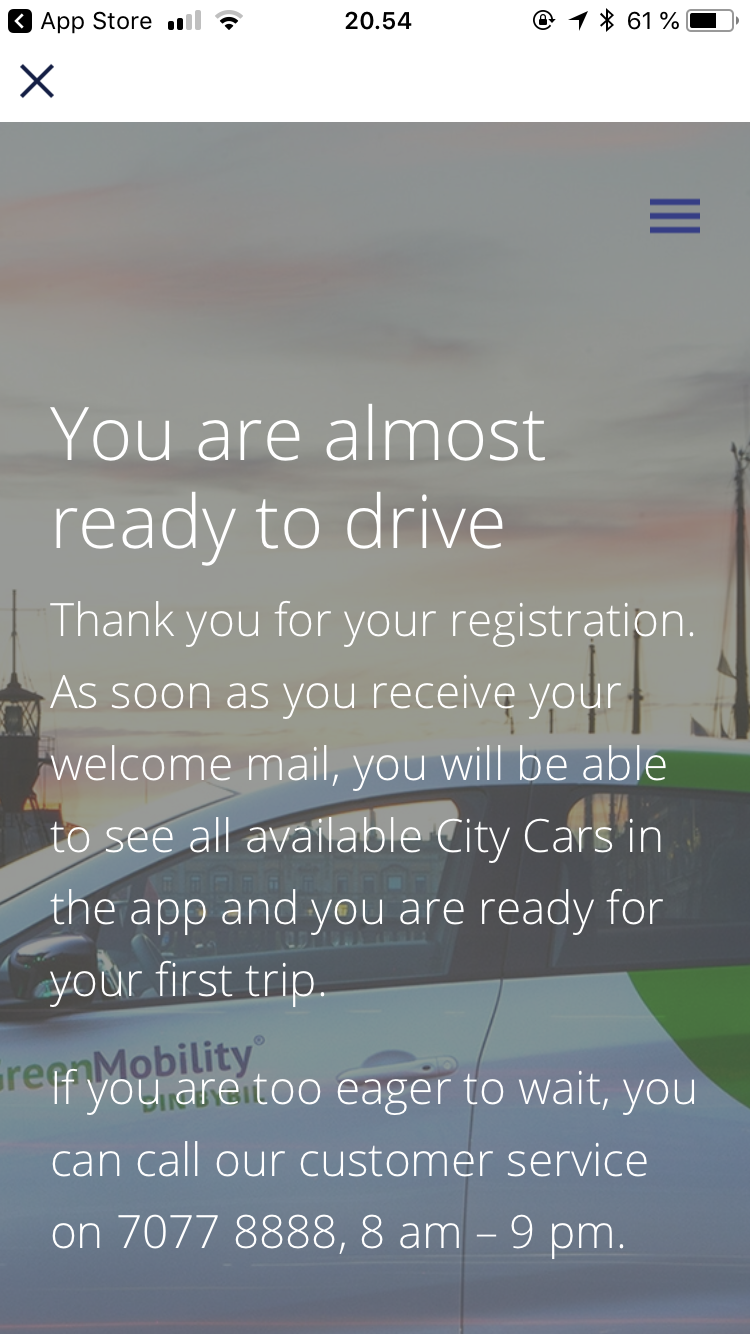 App Store
20.54
61 %
You are almost
ready to drive
Thank you for your registration.
As soon as you receive your
welcome mail, you will be able
to see all available City Cars in
the app and you are ready for
your first trip.
GreenMobility®
DIN BYBIL
If you are too eager to wait, you
can call our customer service
on 7077 8888, 8 am – 9 pm.